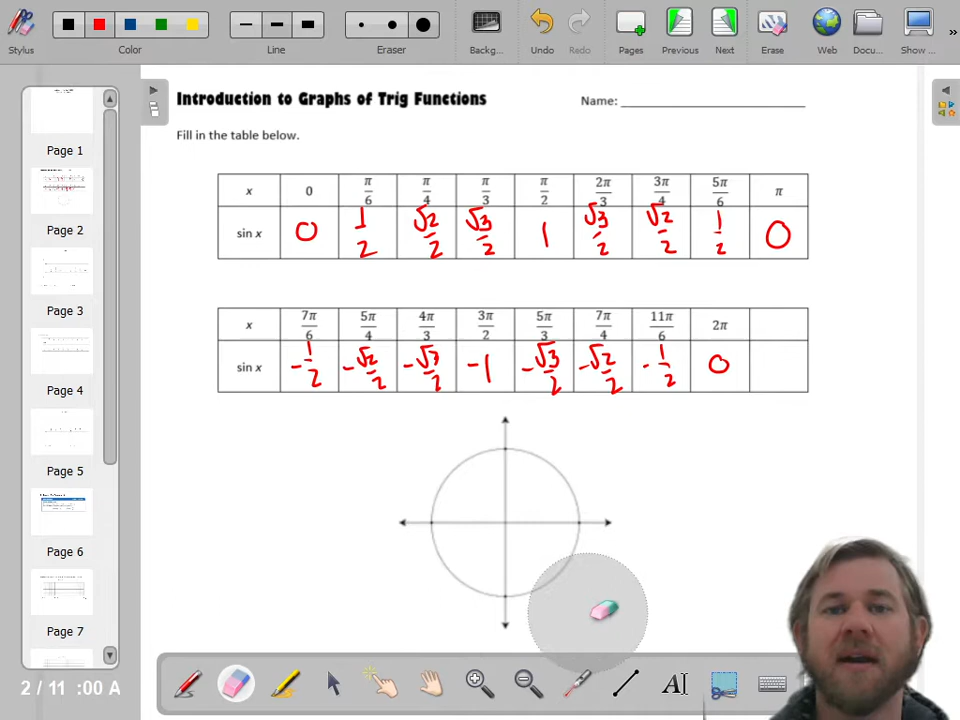 Stylus Color Line Eraser Backg... Undo Redo Pages Previous Next Erase Web Docu... Show ... »
Introduction to Graphs of Trig Functions Name: ____________________
Fill in the table below.
x 0 π/6 π/4 π/3 π/2 2π/3 3π/4 5π/6 π
sin x 0 1/2 √2/2 √3/2 1 √3/2 √2/2 1/2 0
x 7π/6 5π/4 4π/3 3π/2 5π/3 7π/4 11π/6 2π
sin x -1/2 -√2/2 -√3/2 -1 -√3/2 -√2/2 -1/2 0
Page 1
Page 2
Page 3
Page 4
Page 5
Page 6
Page 7
2 / 11 :00 A